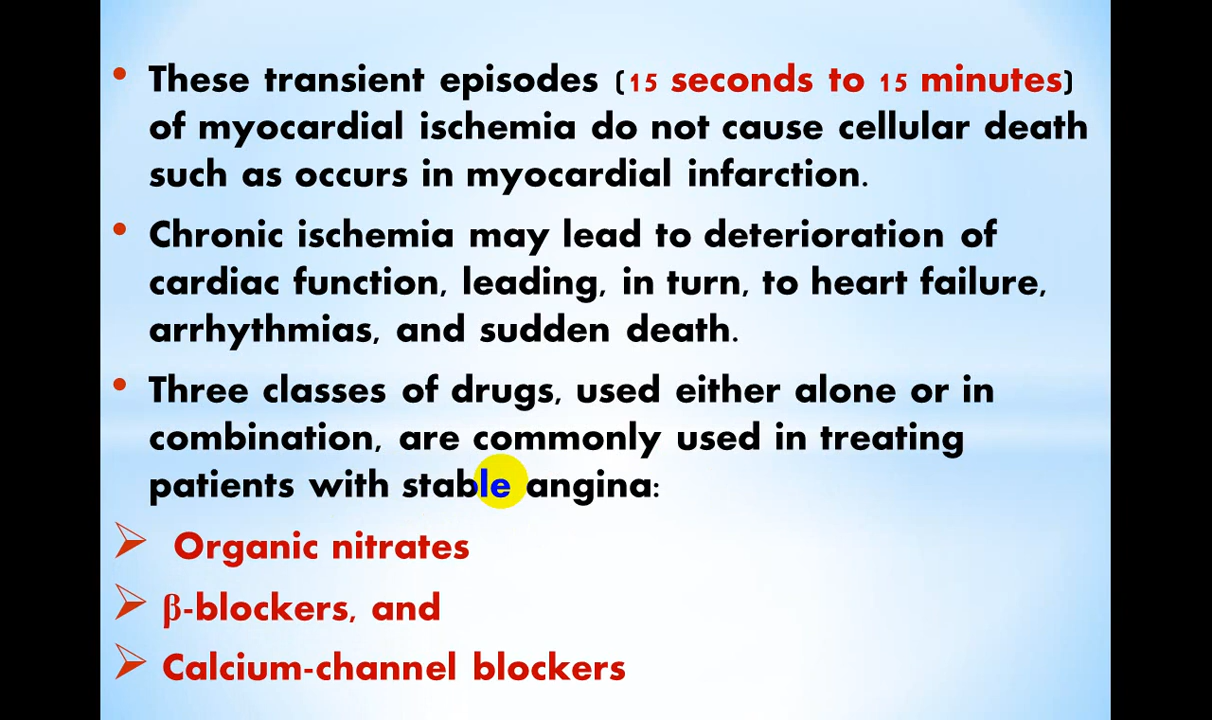 • These transient episodes (15 seconds to 15 minutes)
of myocardial ischemia do not cause cellular death
such as occurs in myocardial infarction.
• Chronic ischemia may lead to deterioration of
cardiac function, leading, in turn, to heart failure,
arrhythmias, and sudden death.
• Three classes of drugs, used either alone or in
combination, are commonly used in treating
patients with stable angina:
➢ Organic nitrates
➢ β-blockers, and
➢ Calcium-channel blockers